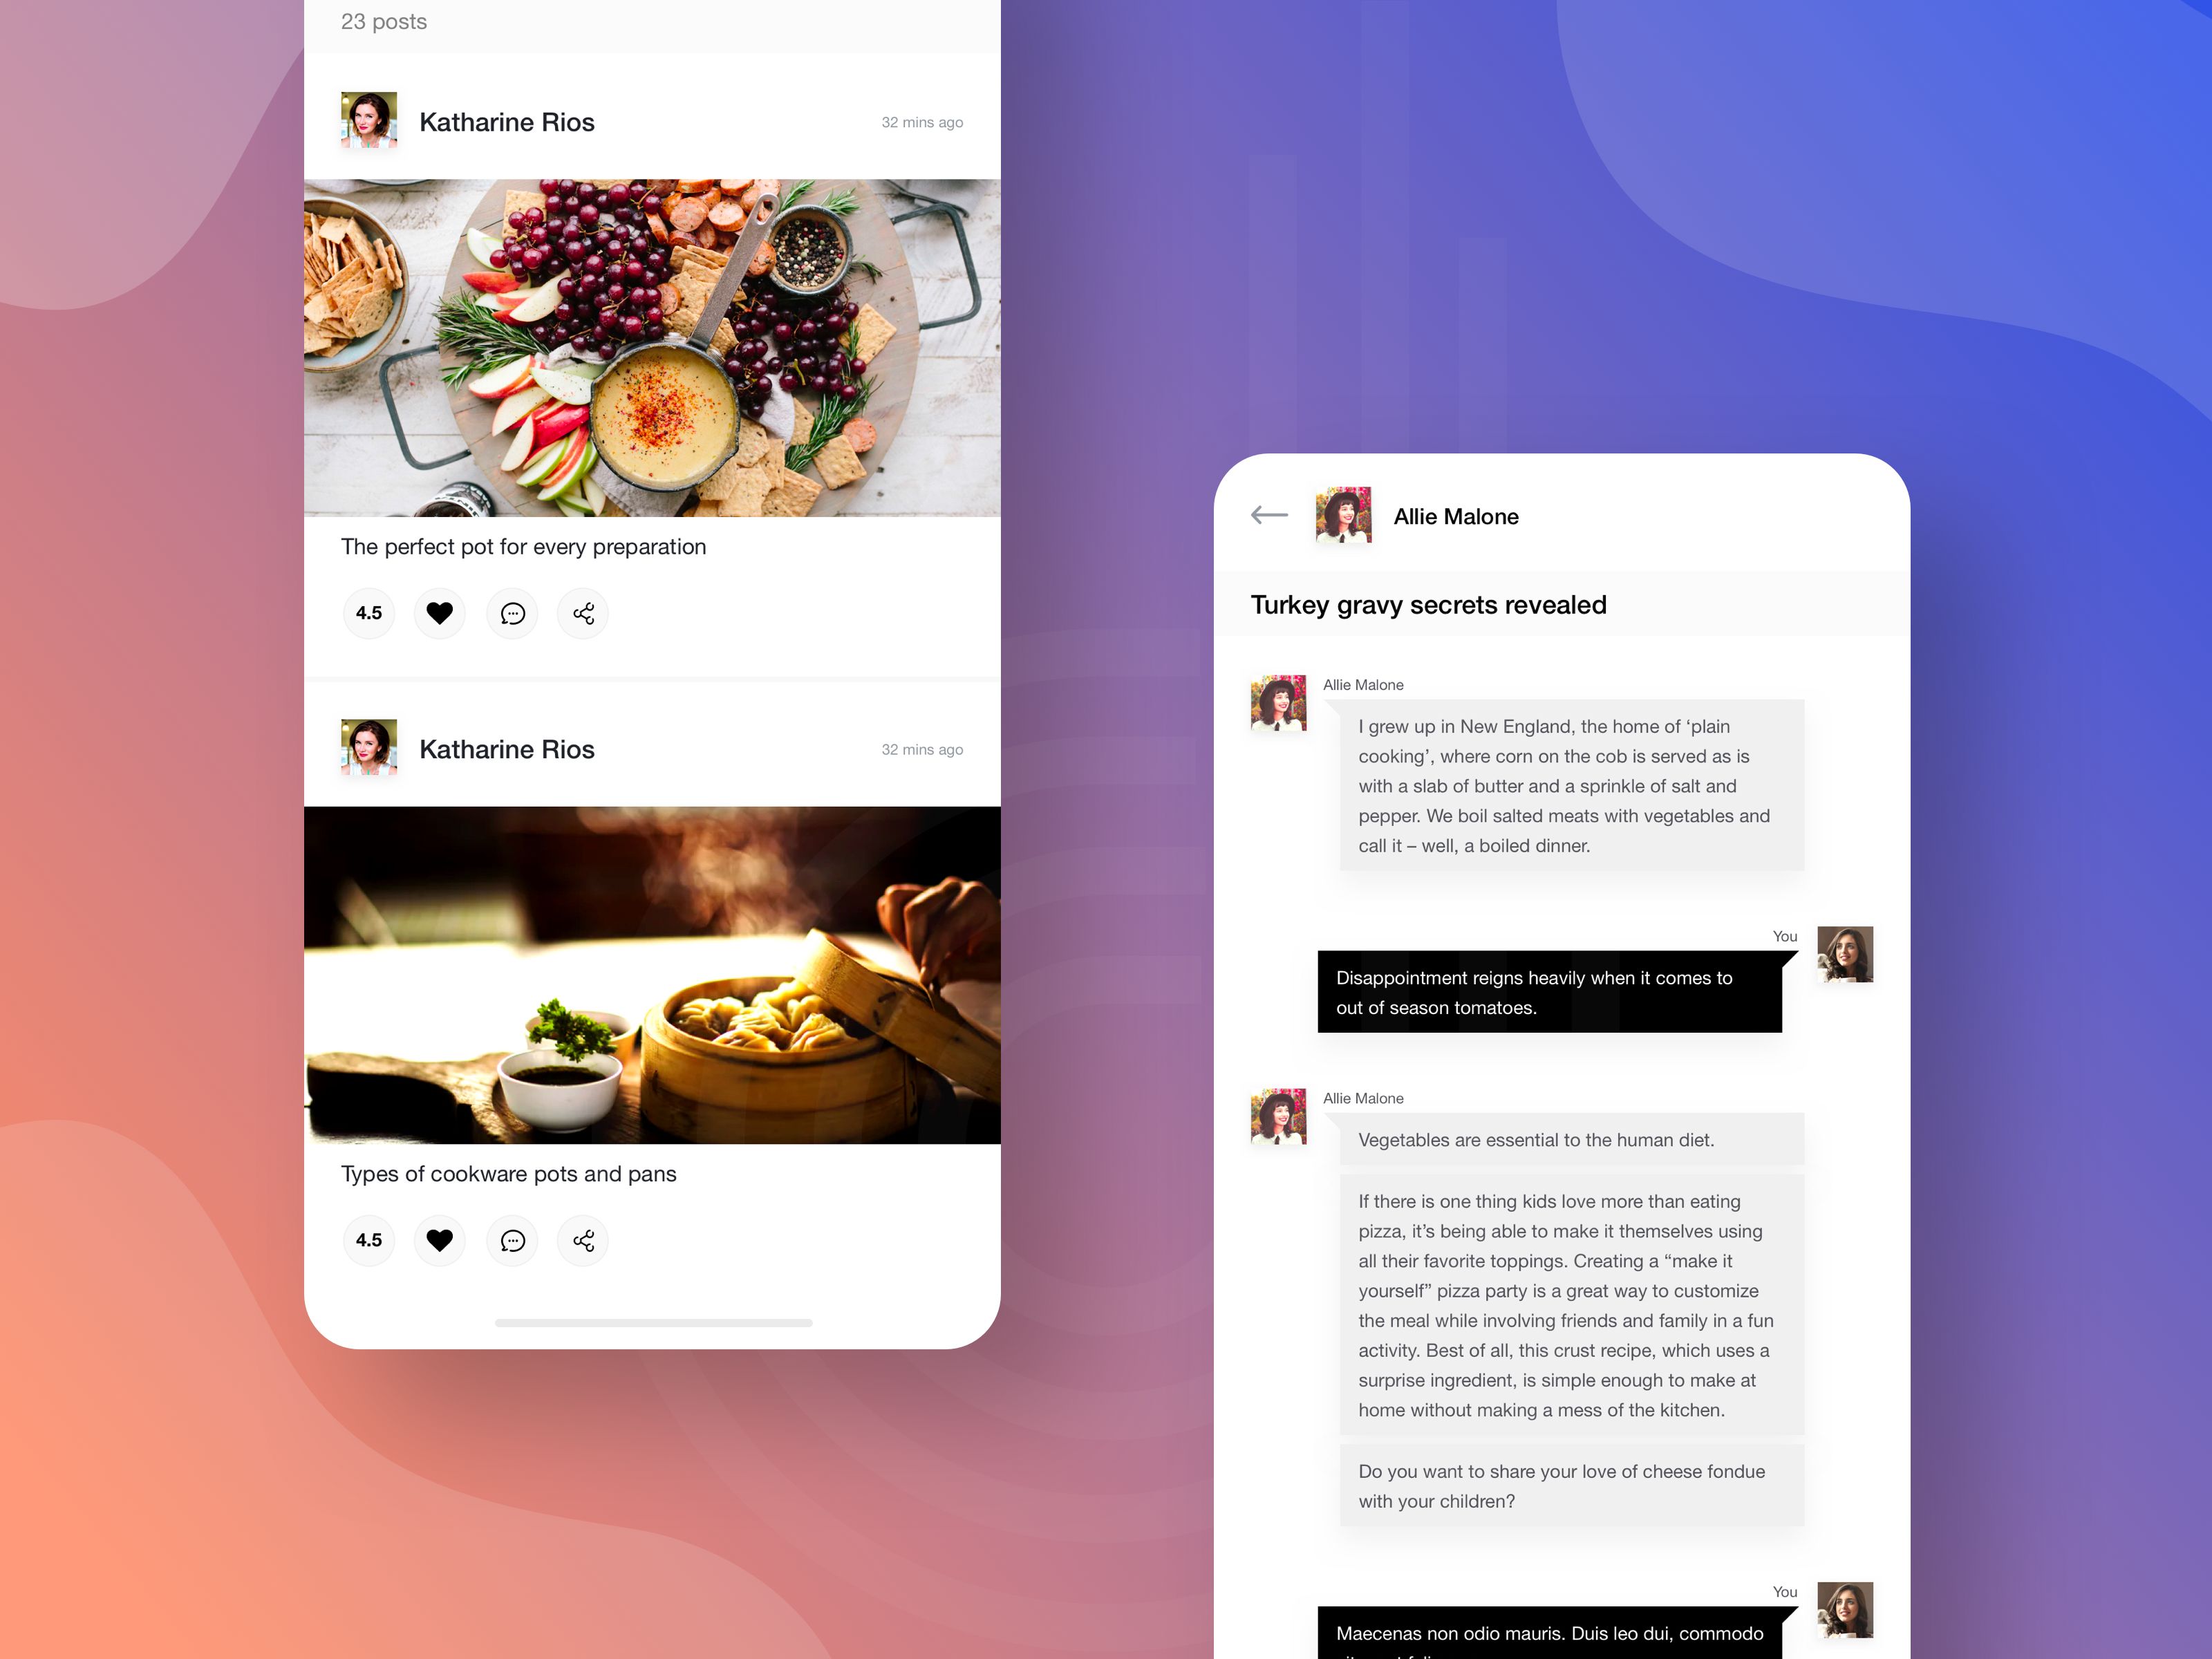 23 posts
Katharine Rios
32 mins ago
The perfect pot for every preparation
4.5
Katharine Rios
32 mins ago
Types of cookware pots and pans
4.5
Allie Malone
Turkey gravy secrets revealed
Allie Malone
I grew up in New England, the home of ‘plain
cooking’, where corn on the cob is served as is
with a slab of butter and a sprinkle of salt and
pepper. We boil salted meats with vegetables and
call it – well, a boiled dinner.
You
Disappointment reigns heavily when it comes to
out of season tomatoes.
Allie Malone
Vegetables are essential to the human diet.
If there is one thing kids love more than eating
pizza, it’s being able to make it themselves using
all their favorite toppings. Creating a “make it
yourself” pizza party is a great way to customize
the meal while involving friends and family in a fun
activity. Best of all, this crust recipe, which uses a
surprise ingredient, is simple enough to make at
home without making a mess of the kitchen.
Do you want to share your love of cheese fondue
with your children?
You
Maecenas non odio mauris. Duis leo dui, commodo